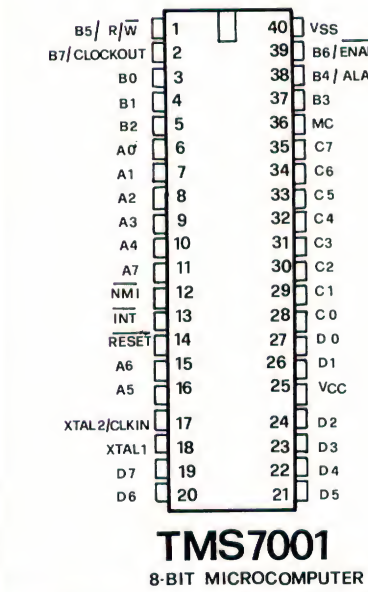 B5/ R/W 1 40 VSS
B7/CLOCKOUT 2 39 B6/
B0 3 38 B4/
B1 4 37 B3
B2 5 36 MC
A0 6 35 C7
A1 7 34 C6
A2 8 33 C5
A3 9 32 C4
A4 10 31 C3
A7 11 30 C2
NMI 12 29 C1
INT 13 28 C0
RESET 14 27 D0
A6 15 26 D1
A5 16 25 VCC
XTAL2/CLKIN 17 24 D2
XTAL1 18 23 D3
D7 19 22 D4
D6 20 21 D5
TMS7001
8-BIT MICROCOMPUTER